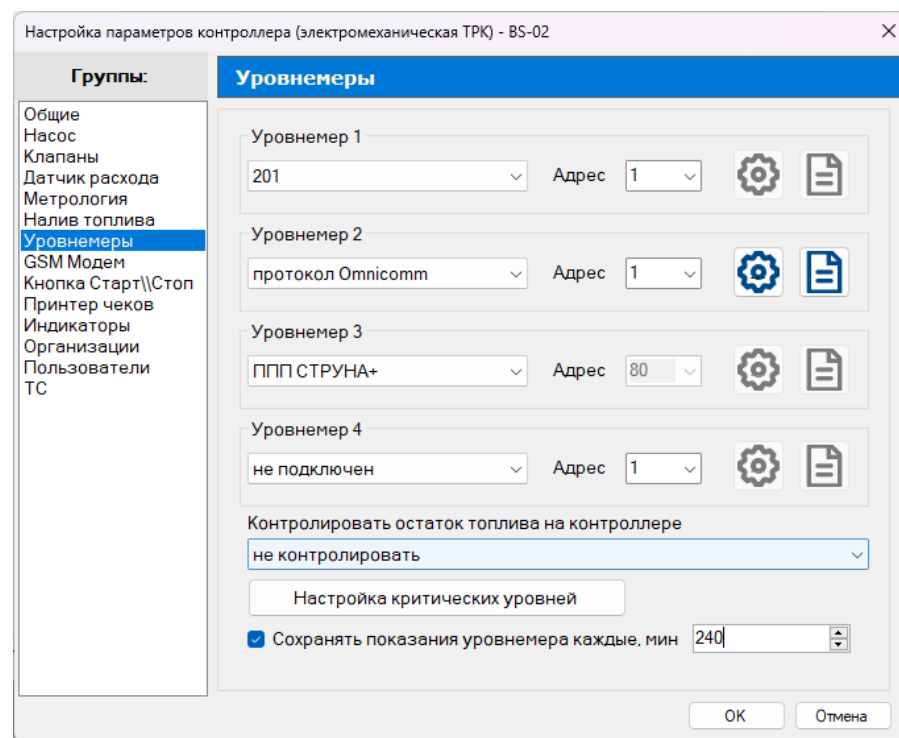 Настройка параметров контроллера (электромеханическая ТРК) - BS-02
Группы:
Общие
Насос
Клапаны
Датчик расхода
Метрология
Налив топлива
Уровнемеры
GSM Модем
Кнопка Старт\\Стоп
Принтер чеков
Индикаторы
Организации
Пользователи
ТС
Уровнемеры
Уровнемер 1
201 Адрес 1
Уровнемер 2
протокол Omnicomm Адрес 1
Уровнемер 3
ППП СТРУНА+ Адрес 80
Уровнемер 4
не подключен Адрес 1
Контролировать остаток топлива на контроллере
не контролировать
Настройка критических уровней
Сохранять показания уровнемера каждые, мин 240
OK Отмена